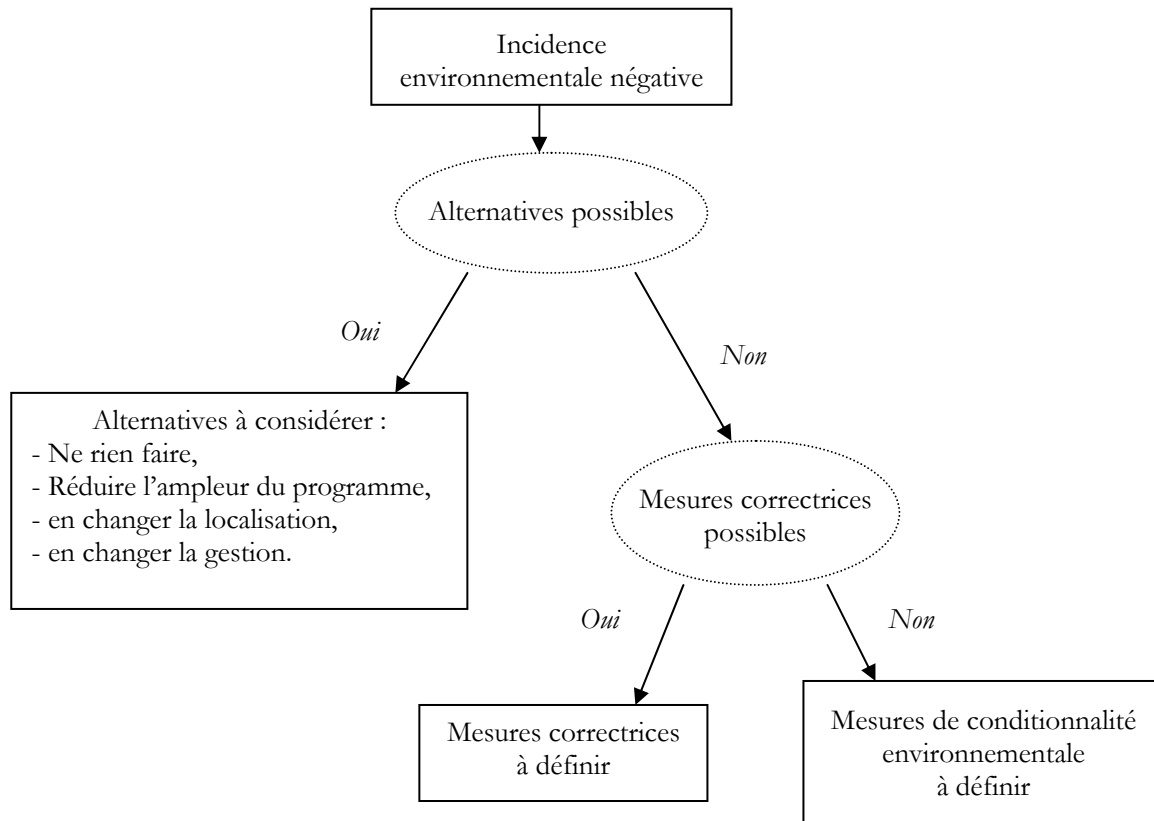 Incidence
environnementale négative
Alternatives possibles
Oui
Non
Alternatives à considérer :
- Ne rien faire,
- Réduire l’ampleur du programme,
- en changer la localisation,
- en changer la gestion.
Mesures correctrices
possibles
Oui
Non
Mesures correctrices
à définir
Mesures de conditionnalité
environnementale
à définir